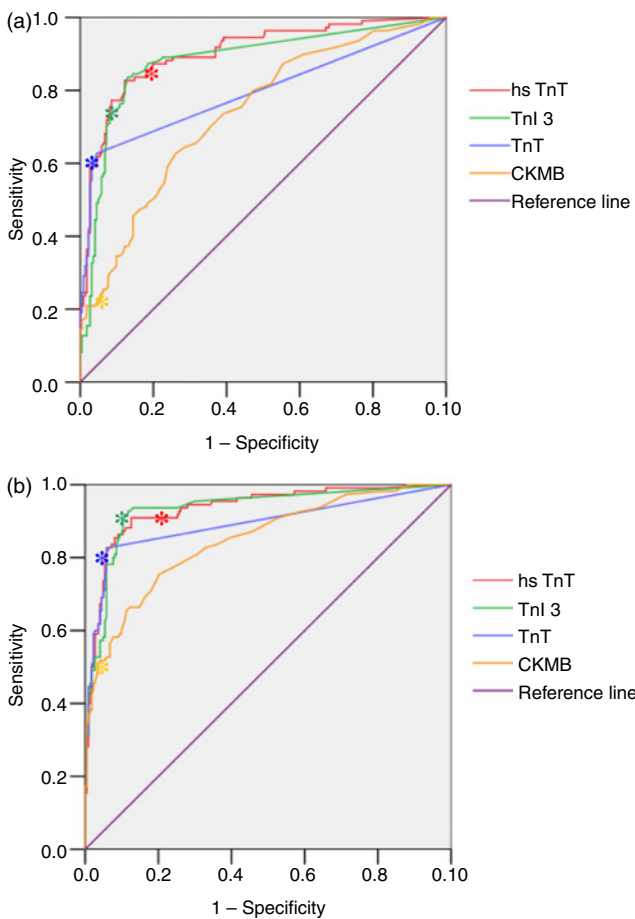 (a)
1.0
0.8
0.6
0.4
0.2
0.0
Sensitivity
0.0 0.2 0.4 0.6 0.8 0.10
1 – Specificity
hs TnT
TnI 3
TnT
CKMB
Reference line
(b)
1.0
0.8
0.6
0.4
0.2
0.0
Sensitivity
0.0 0.2 0.4 0.6 0.8 0.10
1 – Specificity
hs TnT
TnI 3
TnT
CKMB
Reference line